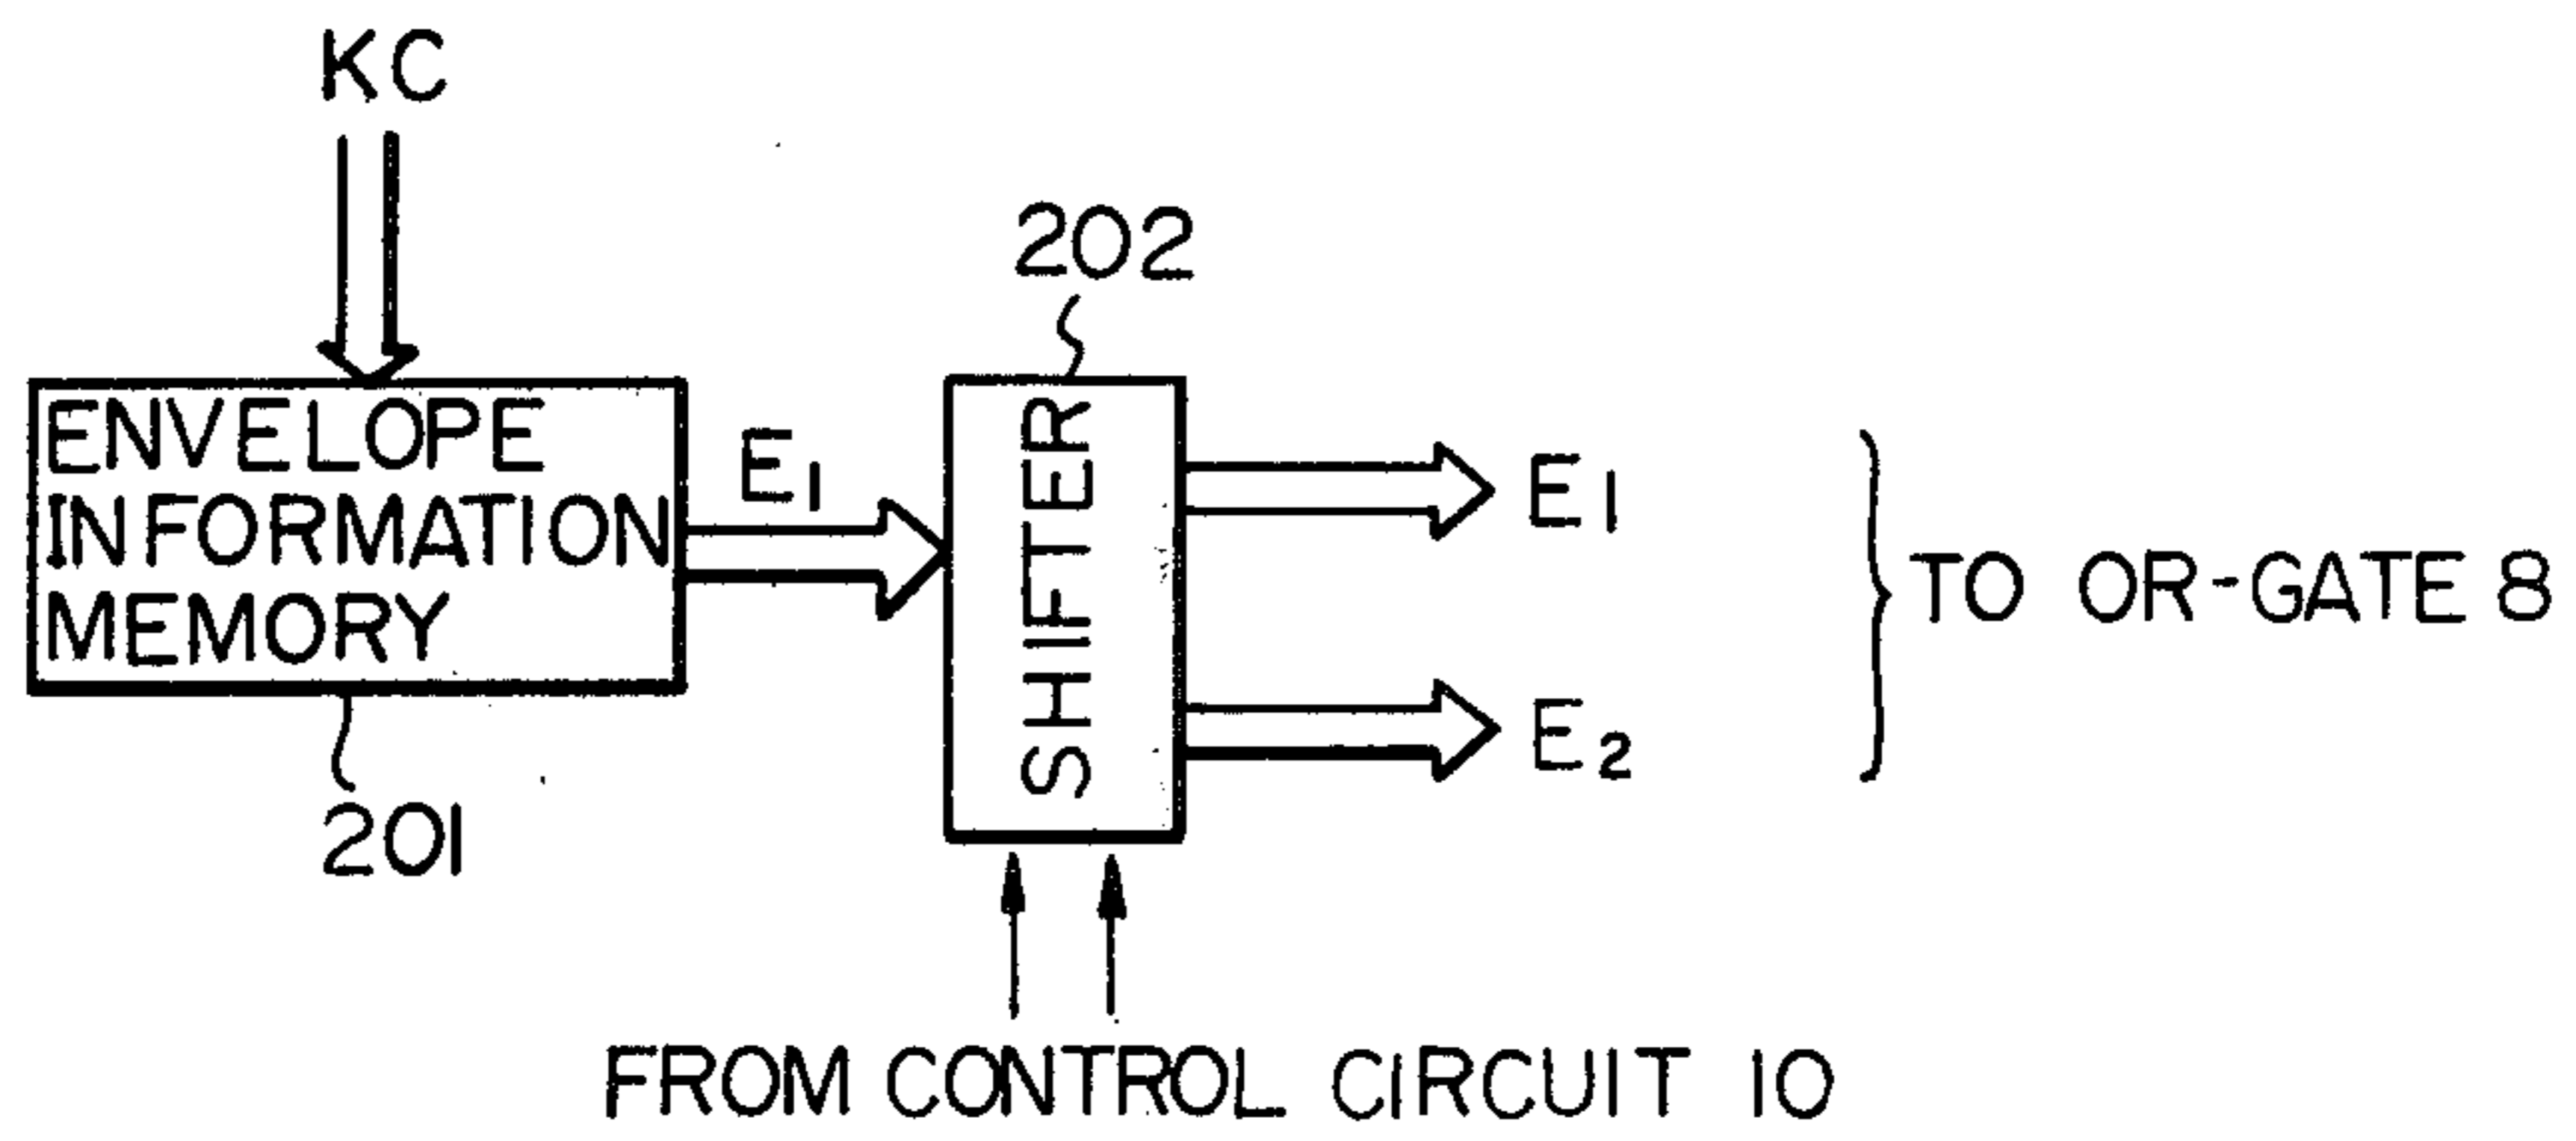 KC
202
ENVELOPE
INFORMATION
MEMORY
E1
SHIFTER
E1
E2
TO OR-GATE 8
201
FROM CONTROL CIRCUIT 10